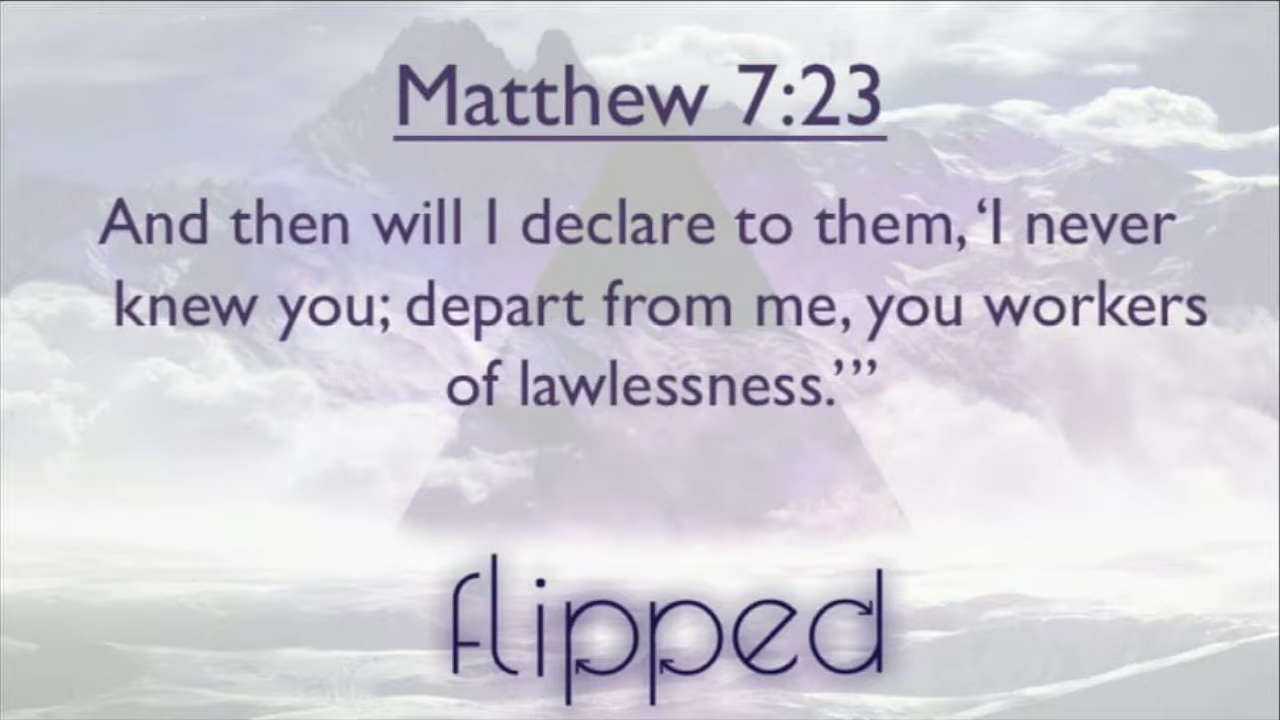 Matthew 7:23
And then will I declare to them, ‘I never
knew you; depart from me, you workers
of lawlessness.’”
flipped